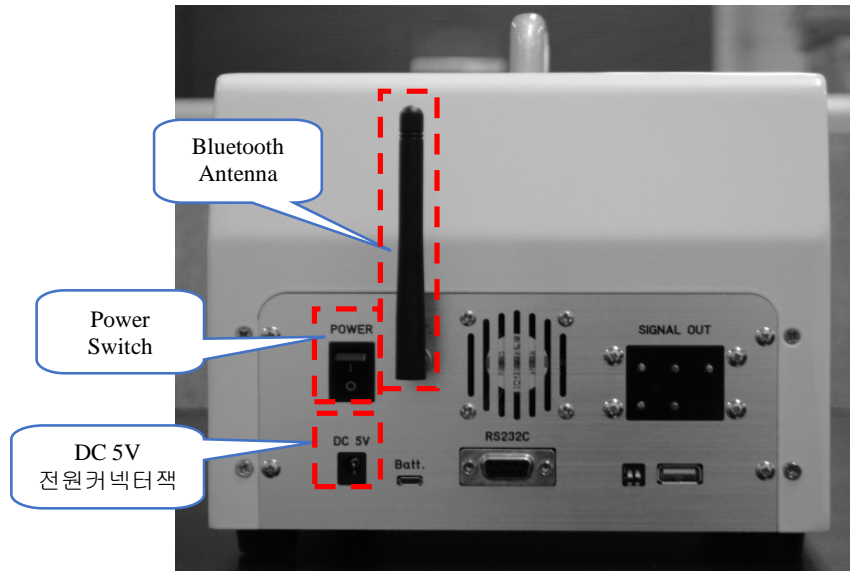 Bluetooth
Antenna
Power
Switch
POWER
SIGNAL OUT
DC 5V
전원커넥터잭
DC 5V
Batt.
RS232C